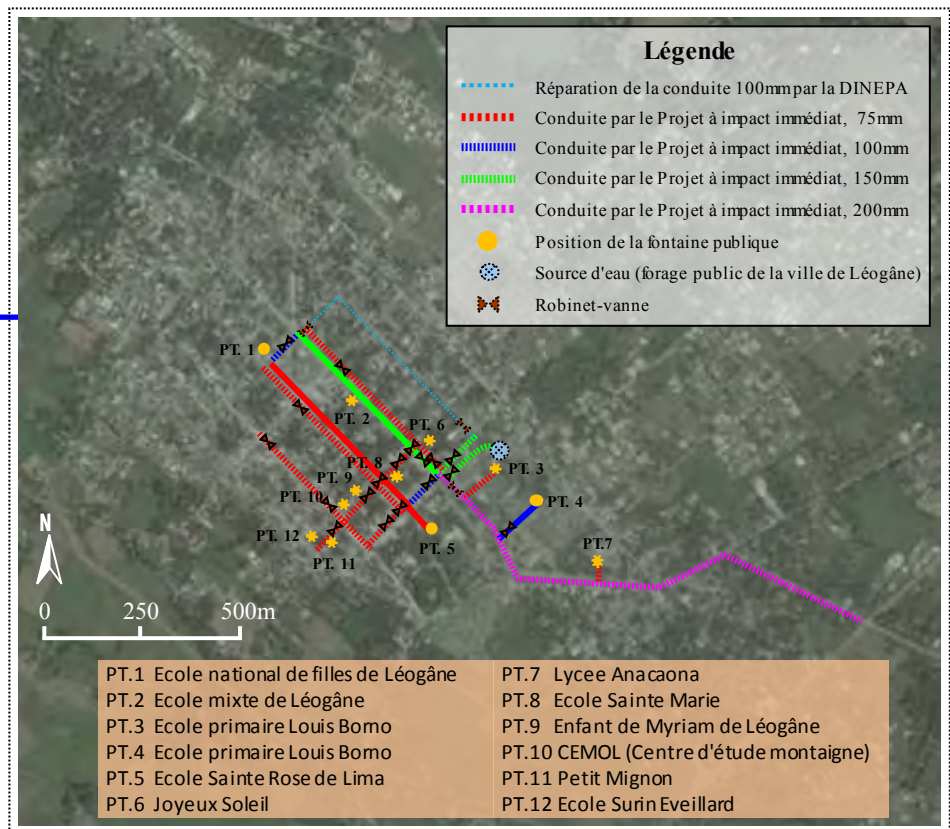 Légende
Réparation de la conduite 100mm par la DINEPA
Conduite par le Projet à impact immédiat, 75mm
Conduite par le Projet à impact immédiat, 100mm
Conduite par le Projet à impact immédiat, 150mm
Conduite par le Projet à impact immédiat, 200mm
Position de la fontaine publique
Source d'eau (forage public de la ville de Léogâne)
Robinet-vanne
PT. 1
PT. 2
PT. 6
PT. 8
PT. 3
PT. 9
PT. 10
PT. 4
PT. 12
PT. 5
PT. 11
PT.7
N
0 250 500m
PT.1 Ecole national de filles de Léogâne
PT.2 Ecole mixte de Léogâne
PT.3 Ecole primaire Louis Borno
PT.4 Ecole primaire Louis Borno
PT.5 Ecole Sainte Rose de Lima
PT.6 Joyeux Soleil
PT.7 Lycee Anacaona
PT.8 Ecole Sainte Marie
PT.9 Enfant de Myriam de Léogâne
PT.10 CEMOL (Centre d'étude montaigne)
PT.11 Petit Mignon
PT.12 Ecole Surin Eveillard